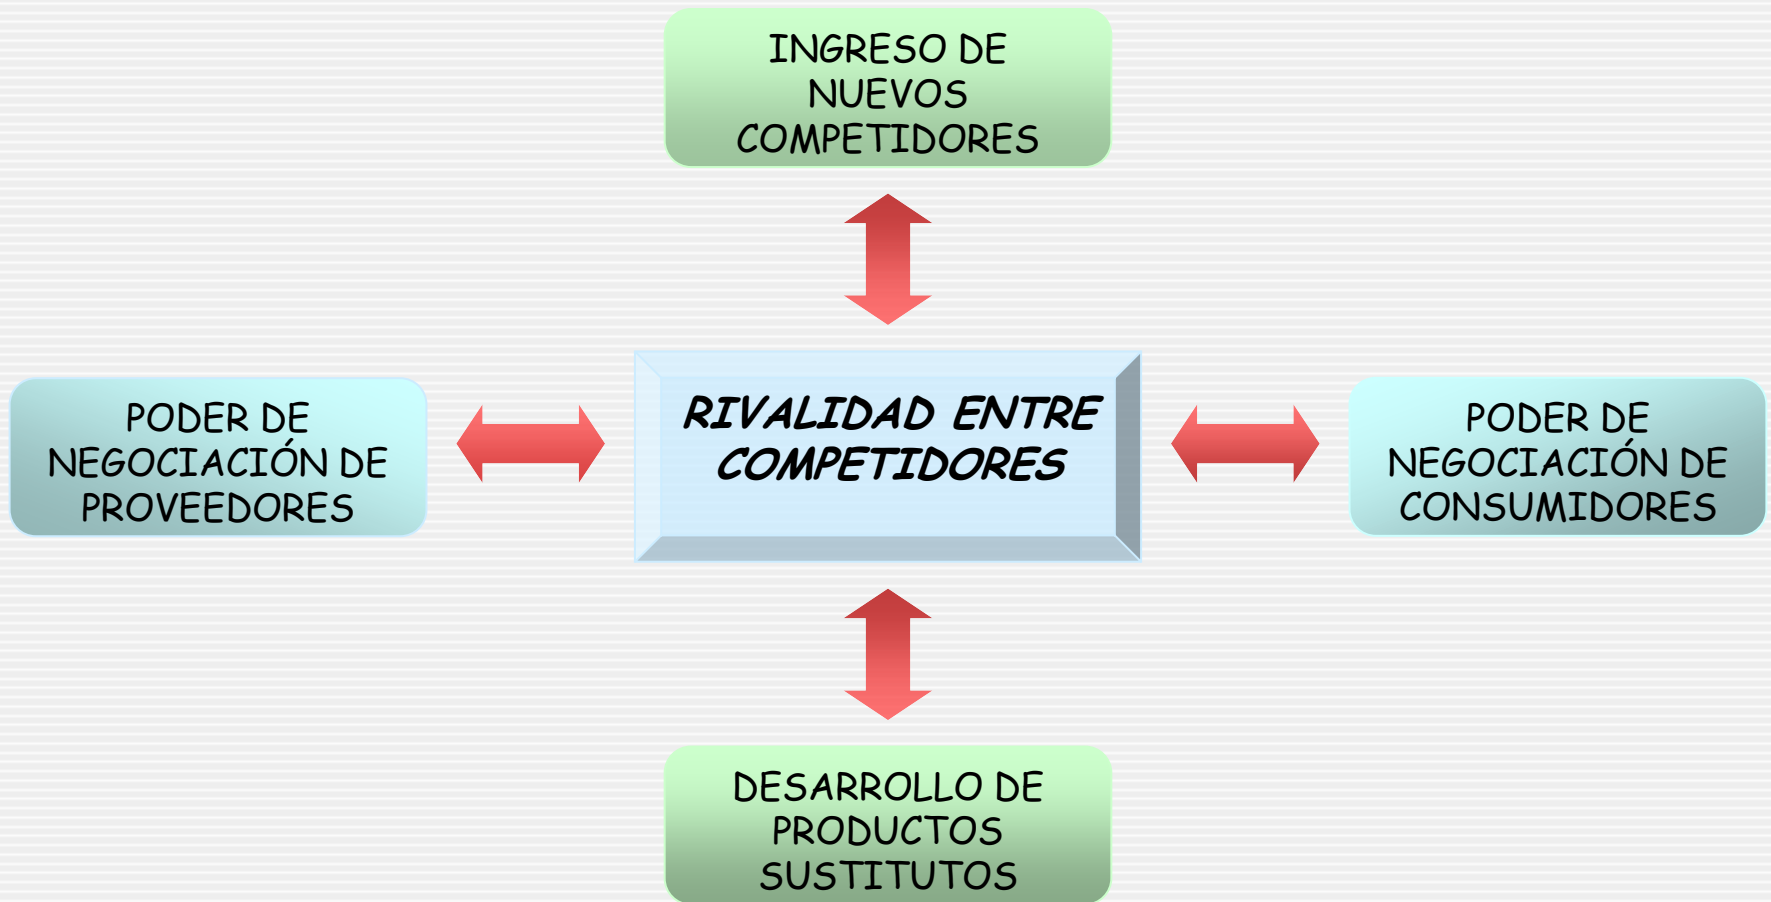 INGRESO DE
NUEVOS
COMPETIDORES
PODER DE
NEGOCIACIÓN DE
PROVEEDORES
RIVALIDAD ENTRE
COMPETIDORES
PODER DE
NEGOCIACIÓN DE
CONSUMIDORES
DESARROLLO DE
PRODUCTOS
SUSTITUTOS